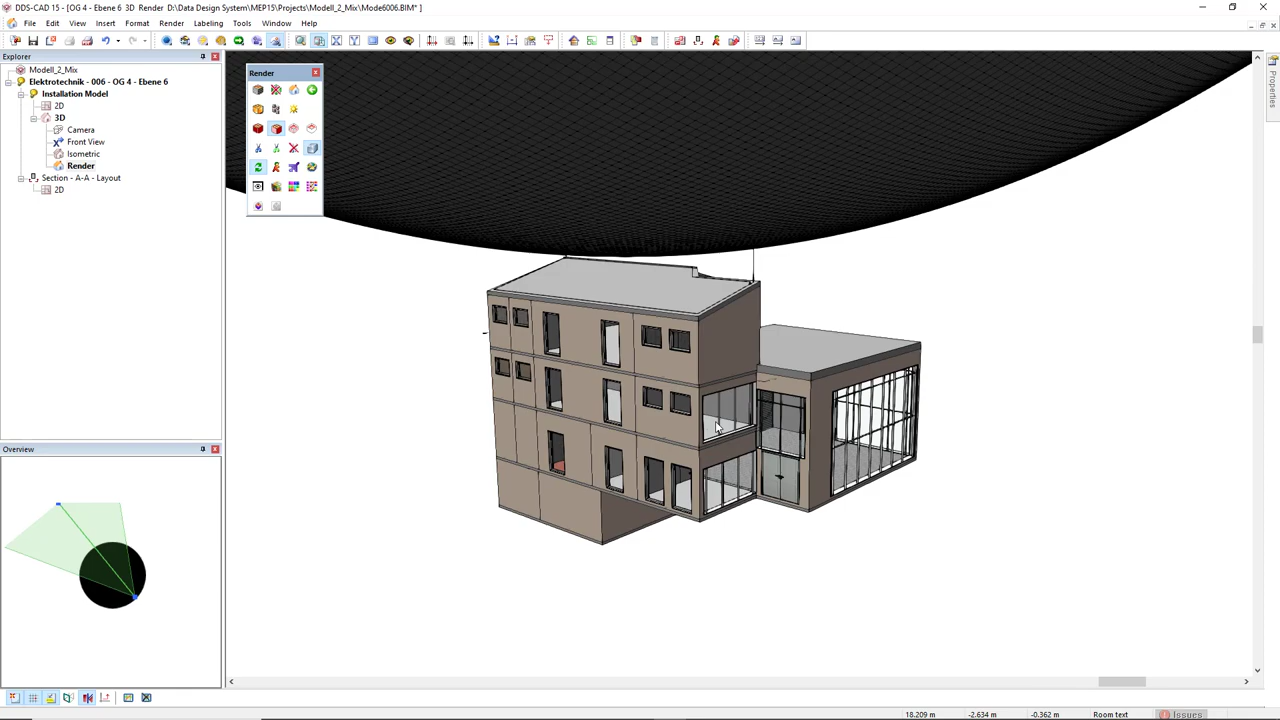 DDS-CAD 15 - [OG 4 - Ebene 6  3D  Render  D:\Data Design System\MEP15\Projects\Modell_2_Mix\Mode6006.BIM* ]
File Edit View Insert Format Render Labeling Tools Window Help
Explorer
Modell_2_Mix
Elektrotechnik - 006 - OG 4 - Ebene 6
Installation Model
2D
3D
Camera
Front View
Isometric
Render
Section - A-A - Layout
2D
Render
Properties
Overview
18.209 m -2.634 m -0.362 m Room text Issues